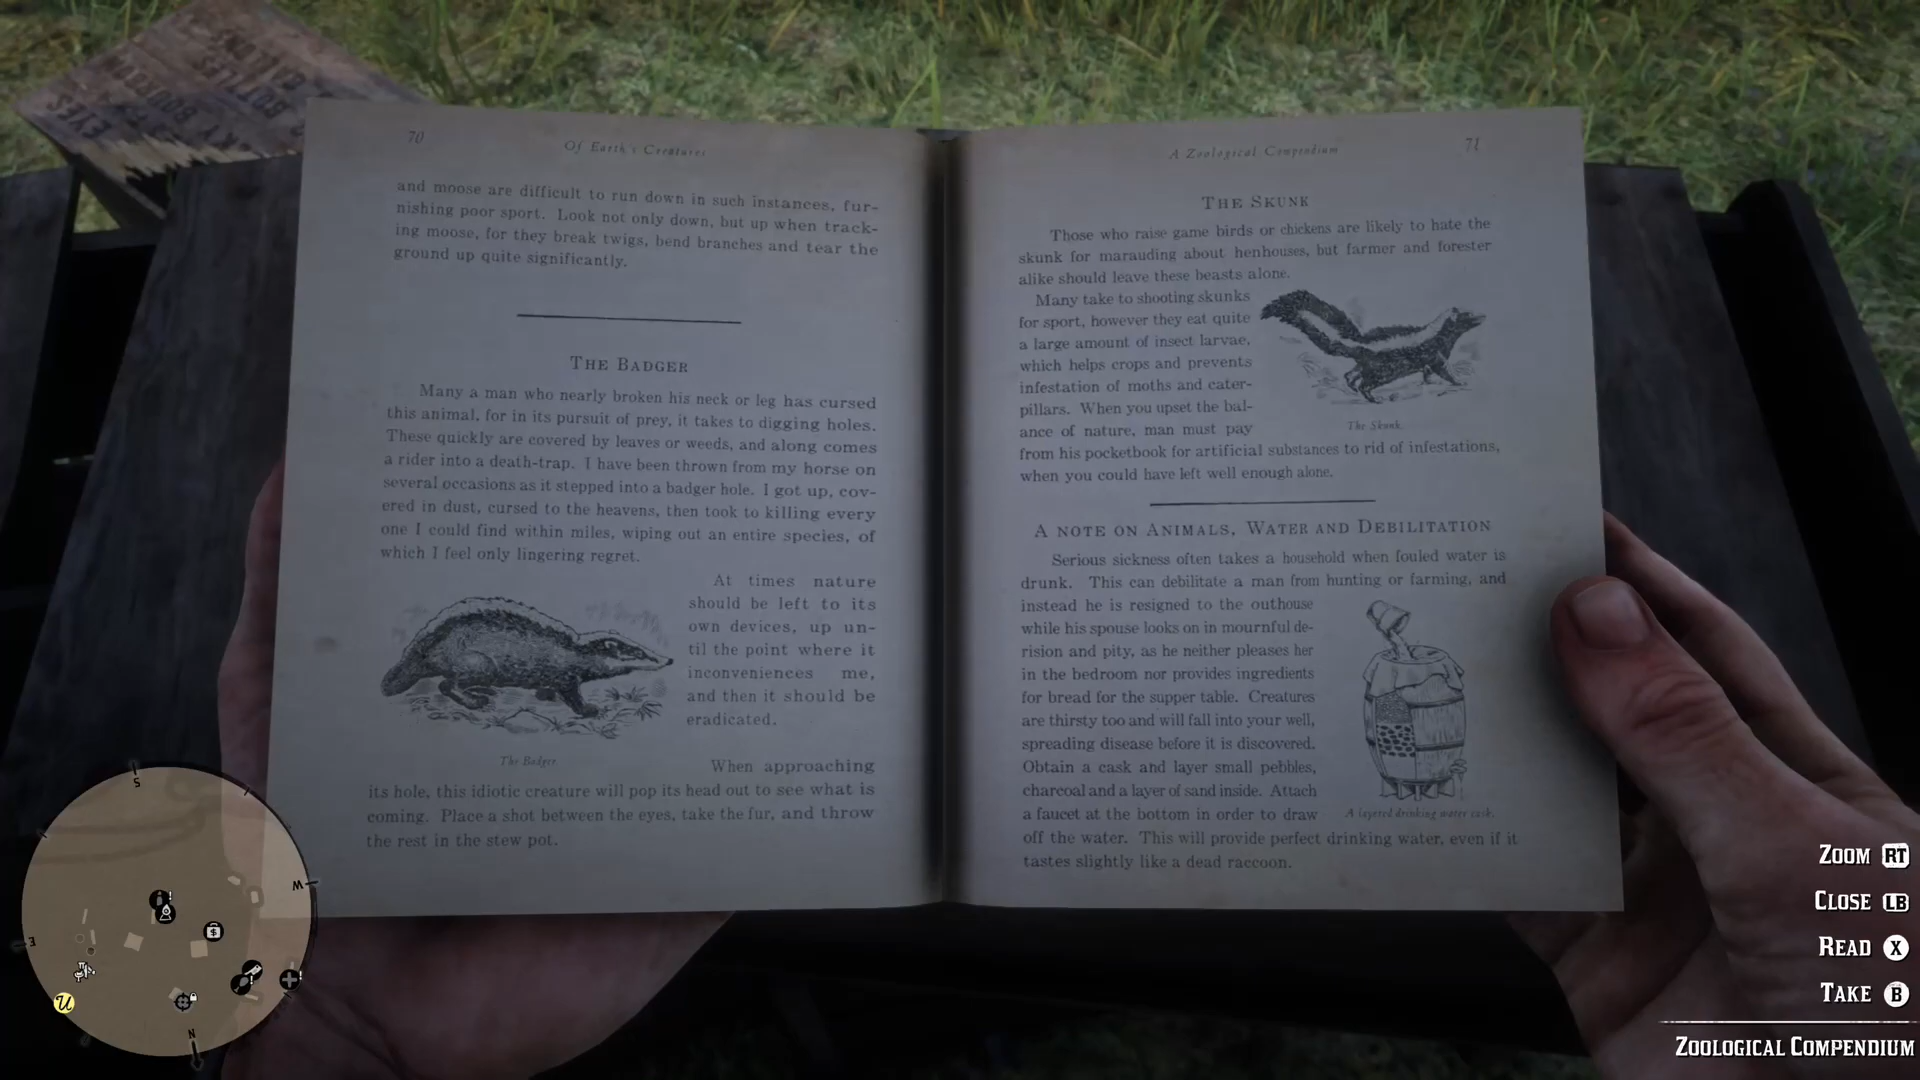 EYES
BOURBON
BOTTLES
GALLONS
70
Of Earth's Creatures
and moose are difficult to run down in such instances, fur-
nishing poor sport. Look not only down, but up when track-
ing moose, for they break twigs, bend branches and tear the
ground up quite significantly.
THE BADGER
Many a man who nearly broken his neck or leg has cursed
this animal, for in its pursuit of prey, it takes to digging holes.
These quickly are covered by leaves or weeds, and along comes
a rider into a death-trap. I have been thrown from my horse on
several occasions as it stepped into a badger hole. I got up, cov-
ered in dust, cursed to the heavens, then took to killing every
one I could find within miles, wiping out an entire species, of
which I feel only lingering regret.
At times nature
should be left to its
own devices, up un-
til the point where it
inconveniences me,
and then it should be
eradicated.
The Badger.
When approaching
its hole, this idiotic creature will pop its head out to see what is
coming. Place a shot between the eyes, take the fur, and throw
the rest in the stew pot.
A Zoological Compendium
71
THE SKUNK
Those who raise game birds or chickens are likely to hate the
skunk for marauding about henhouses, but farmer and forester
alike should leave these beasts alone.
Many take to shooting skunks
for sport, however they eat quite
a large amount of insect larvae,
which helps crops and prevents
infestation of moths and cater-
pillars. When you upset the bal-
ance of nature, man must pay
The Skunk.
from his pocketbook for artificial substances to rid of infestations,
when you could have left well enough alone.
A NOTE ON ANIMALS, WATER AND DEBILITATION
Serious sickness often takes a household when fouled water is
drunk. This can debilitate a man from hunting or farming, and
instead he is resigned to the outhouse
while his spouse looks on in mournful de-
rision and pity, as he neither pleases her
in the bedroom nor provides ingredients
for bread for the supper table. Creatures
are thirsty too and will fall into your well,
spreading disease before it is discovered.
Obtain a cask and layer small pebbles,
charcoal and a layer of sand inside. Attach
a faucet at the bottom in order to draw
A layered drinking water cask.
off the water. This will provide perfect drinking water, even if it
tastes slightly like a dead raccoon.
S
W
E
N
ZOOM RT
CLOSE LB
READ X
TAKE B
ZOOLOGICAL COMPENDIUM